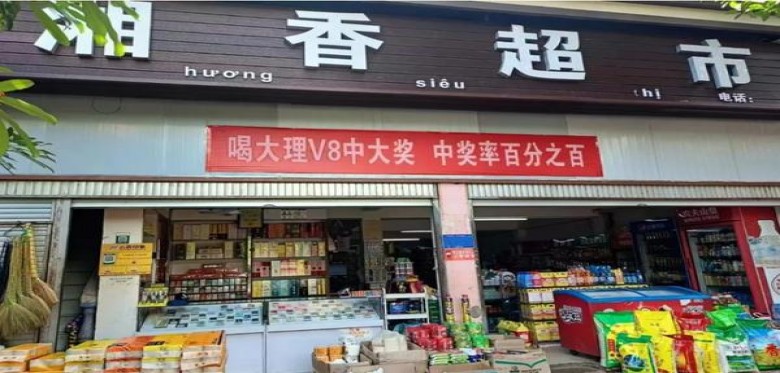 湘香超市
hương siêu thị 电话:
喝大理V8中大奖 中奖率百分之百